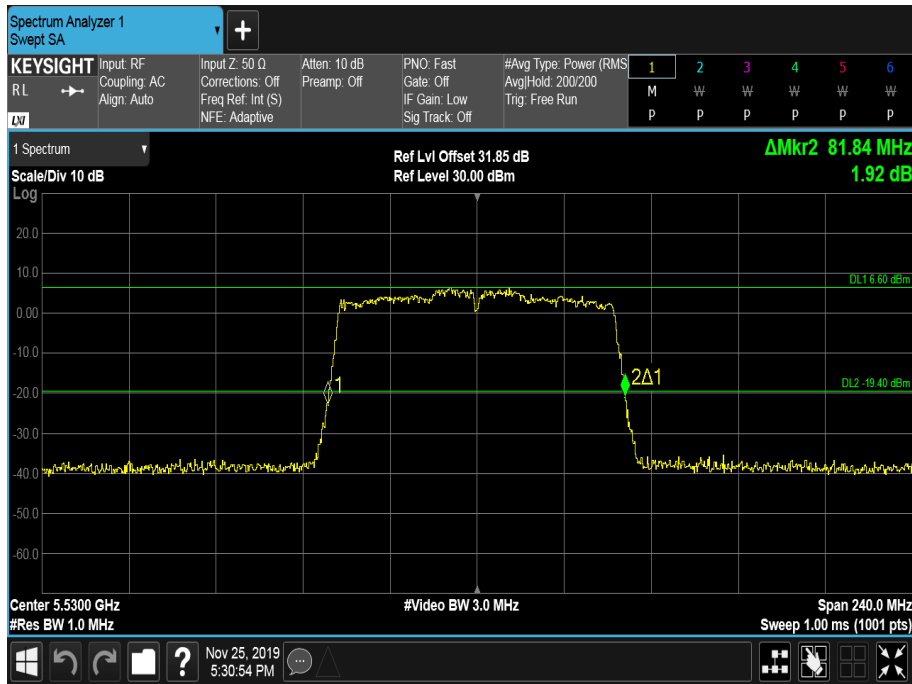 Spectrum Analyzer 1
Swept SA
+
KEYSIGHT
RL
LXI
Input: RF
Coupling: AC
Align: Auto
Input Z: 50 Ω
Corrections: Off
Freq Ref: Int (S)
NFE: Adaptive
Atten: 10 dB
Preamp: Off
PNO: Fast
Gate: Off
IF Gain: Low
Sig Track: Off
#Avg Type: Power (RMS
Avg|Hold: 200/200
Trig: Free Run
1 2 3 4 5 6
M W W W W W
P P P P P P
1 Spectrum
Scale/Div 10 dB
Log
Ref Lvl Offset 31.85 dB
Ref Level 30.00 dBm
ΔMkr2 81.84 MHz
1.92 dB
20.0
10.0
DL1 6.60 dBm
0.00
-10.0
1
2Δ1
DL2 -19.40 dBm
-20.0
-30.0
-40.0
-50.0
-60.0
Center 5.5300 GHz
#Res BW 1.0 MHz
#Video BW 3.0 MHz
Span 240.0 MHz
Sweep 1.00 ms (1001 pts)
?
Nov 25, 2019
5:30:54 PM